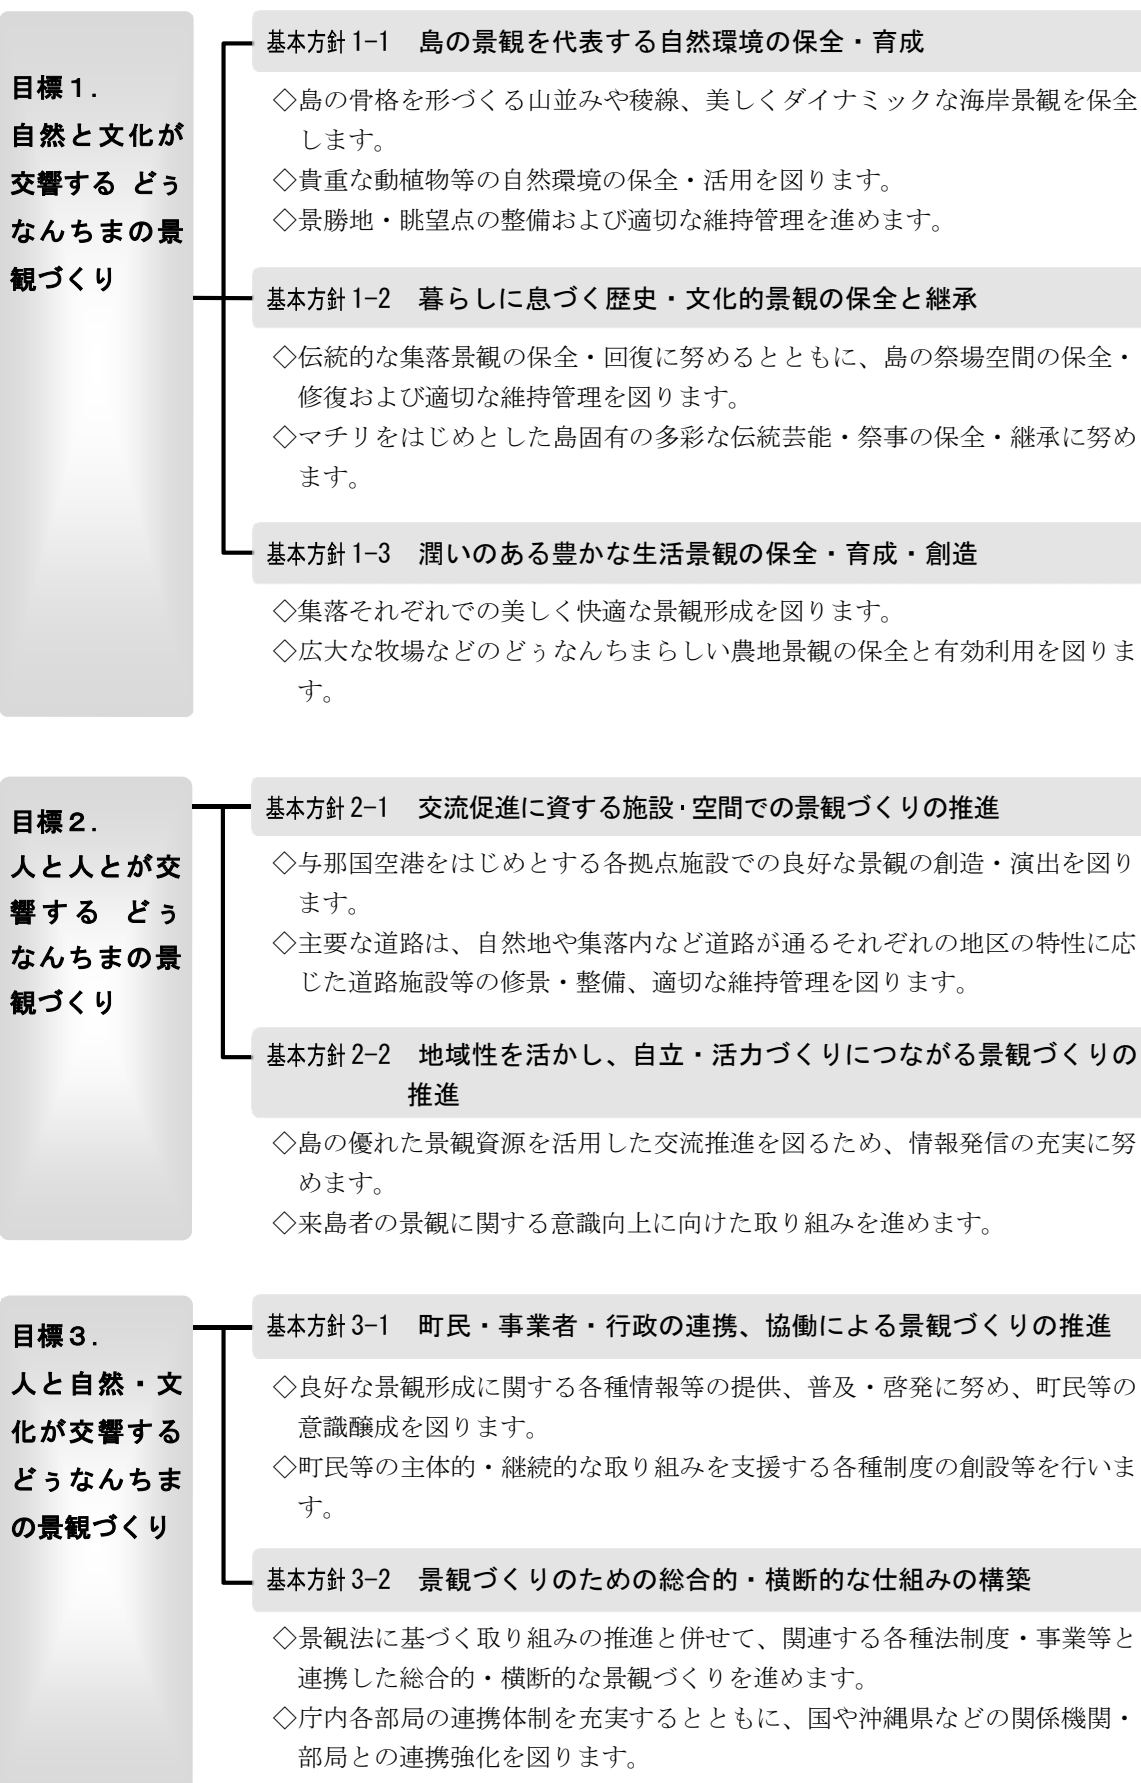 目標１．
自然と文化が
交響する どぅ
なんちまの景
観づくり
基本方針1-1　島の景観を代表する自然環境の保全・育成
◇島の骨格を形づくる山並みや稜線、美しくダイナミックな海岸景観を保全
します。
◇貴重な動植物等の自然環境の保全・活用を図ります。
◇景勝地・眺望点の整備および適切な維持管理を進めます。
基本方針1-2　暮らしに息づく歴史・文化的景観の保全と継承
◇伝統的な集落景観の保全・回復に努めるとともに、島の祭場空間の保全・
修復および適切な維持管理を図ります。
◇マチリをはじめとした島固有の多彩な伝統芸能・祭事の保全・継承に努め
ます。
基本方針1-3　潤いのある豊かな生活景観の保全・育成・創造
◇集落それぞれでの美しく快適な景観形成を図ります。
◇広大な牧場などのどぅなんちまらしい農地景観の保全と有効利用を図りま
す。
目標２．
人と人とが交
響する どぅ
なんちまの景
観づくり
基本方針2-1　交流促進に資する施設・空間での景観づくりの推進
◇与那国空港をはじめとする各拠点施設での良好な景観の創造・演出を図り
ます。
◇主要な道路は、自然地や集落内など道路が通るそれぞれの地区の特性に応
じた道路施設等の修景・整備、適切な維持管理を図ります。
基本方針2-2　地域性を活かし、自立・活力づくりにつながる景観づくりの
推進
◇島の優れた景観資源を活用した交流推進を図るため、情報発信の充実に努
めます。
◇来島者の景観に関する意識向上に向けた取り組みを進めます。
目標３．
人と自然・文
化が交響する
どぅなんちま
の景観づくり
基本方針3-1　町民・事業者・行政の連携、協働による景観づくりの推進
◇良好な景観形成に関する各種情報等の提供、普及・啓発に努め、町民等の
意識醸成を図ります。
◇町民等の主体的・継続的な取り組みを支援する各種制度の創設等を行いま
す。
基本方針3-2　景観づくりのための総合的・横断的な仕組みの構築
◇景観法に基づく取り組みの推進と併せて、関連する各種法制度・事業等と
連携した総合的・横断的な景観づくりを進めます。
◇庁内各部局の連携体制を充実するとともに、国や沖縄県などの関係機関・
部局との連携強化を図ります。